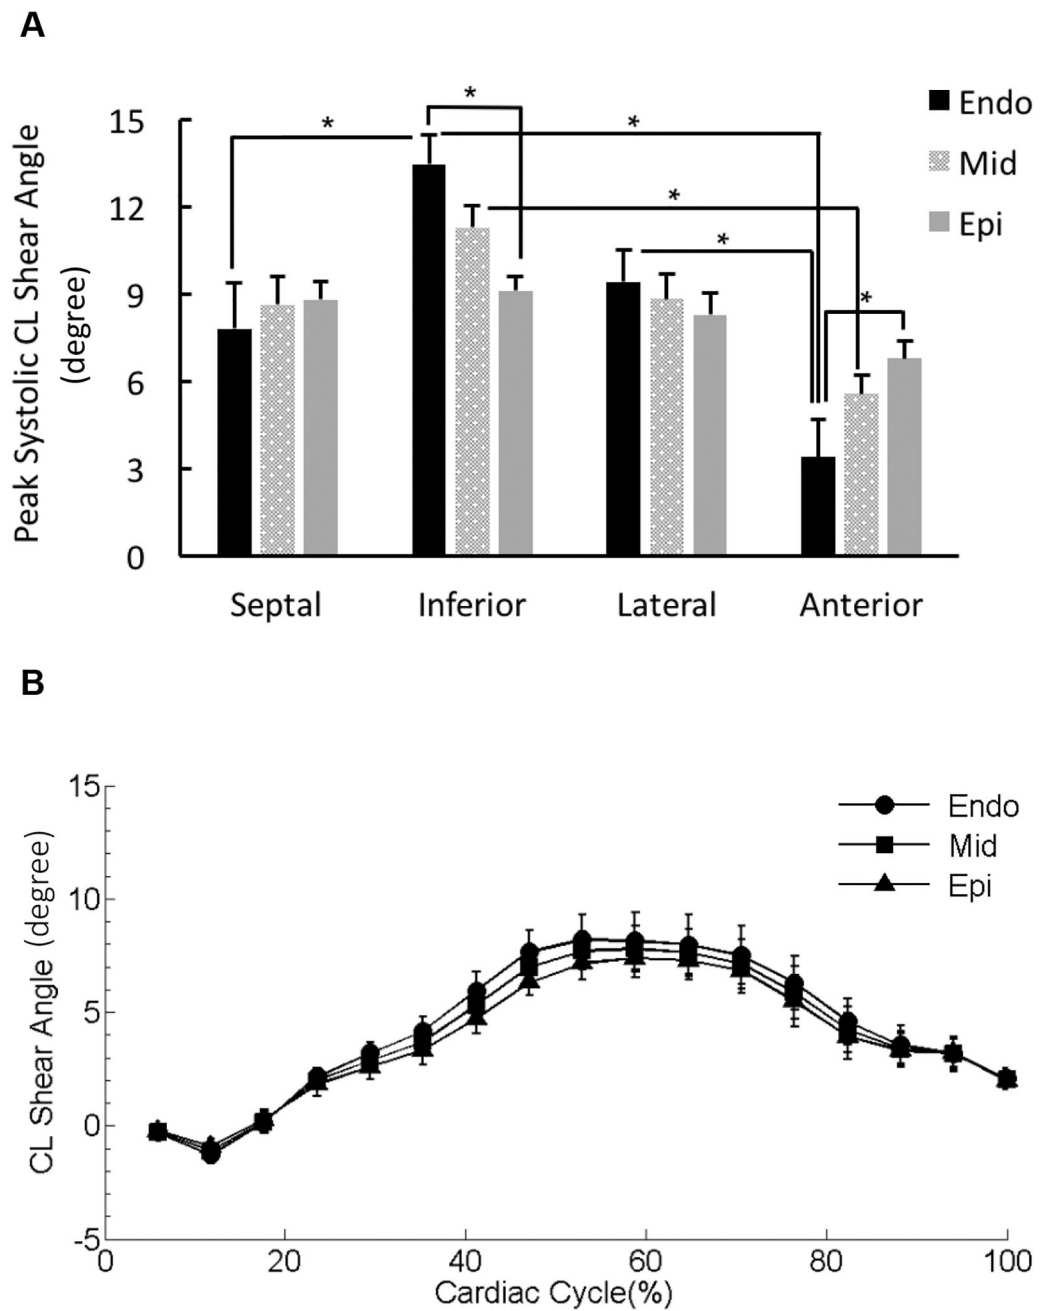 A
Peak Systolic CL Shear Angle
(degree)
15
12
9
6
3
0
*
*
*
*
*
*
Endo
Mid
Epi
Septal
Inferior
Lateral
Anterior
B
CL Shear Angle (degree)
15
10
5
0
-5
Endo
Mid
Epi
0
20
40
60
80
100
Cardiac Cycle(%)